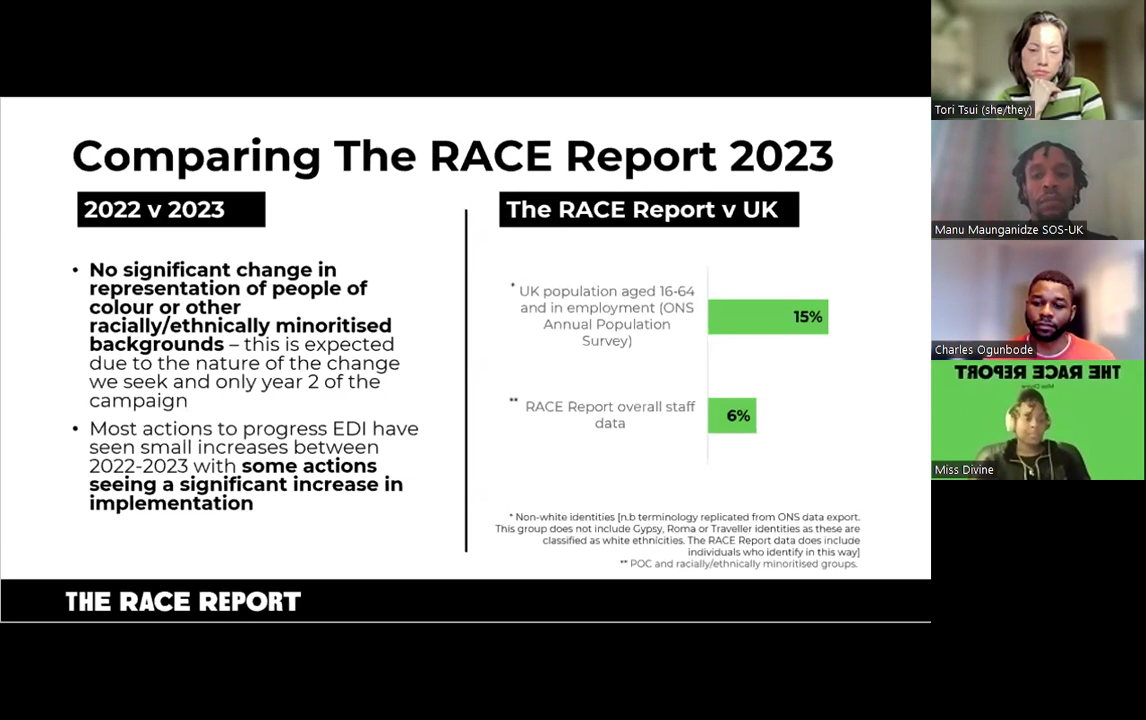 Comparing The RACE Report 2023
2022 v 2023
• No significant change in
representation of people of
colour or other
racially/ethnically minoritised
backgrounds – this is expected
due to the nature of the change
we seek and only year 2 of the
campaign
• Most actions to progress EDI have
seen small increases between
2022-2023 with some actions
seeing a significant increase in
implementation
The RACE Report v UK
* UK population aged 16-64
and in employment (ONS
Annual Population
Survey)
15%
** RACE Report overall staff
data
6%
* Non-white identities [n.b terminology replicated from ONS data export.
This group does not include Gypsy, Roma or Traveller identities as these are
classified as white ethnicities. The RACE Report data does include
individuals who identify in this way]
** POC and racially/ethnically minoritised groups.
THE RACE REPORT
Tori Tsui (she/they)
Manu Maunganidze SOS-UK
Charles Ogunbode
THE RACE REPORT
Miss Divine
Miss Divine